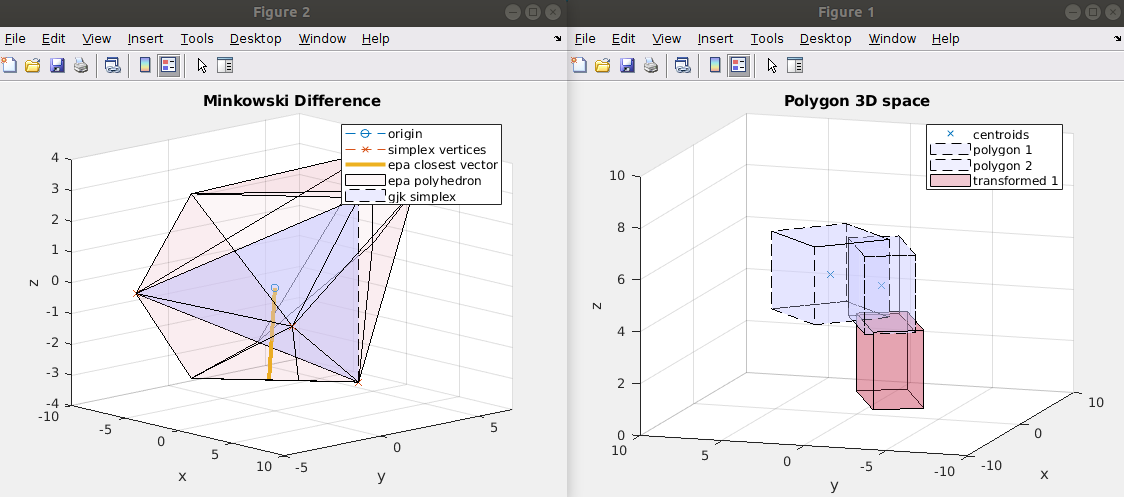 Figure 2
File Edit View Insert Tools Desktop Window Help
Minkowski Difference
origin
simplex vertices
epa closest vector
epa polyhedron
gjk simplex
4
3
2
1
0
-1
-2
-3
-4
z
-10
-5
0
5
10
x
-5
0
5
y
Figure 1
File Edit View Insert Tools Desktop Window Help
Polygon 3D space
centroids
polygon 1
polygon 2
transformed 1
10
8
6
4
2
0
z
10
5
0
-5
-10
y
-10
0
10
x